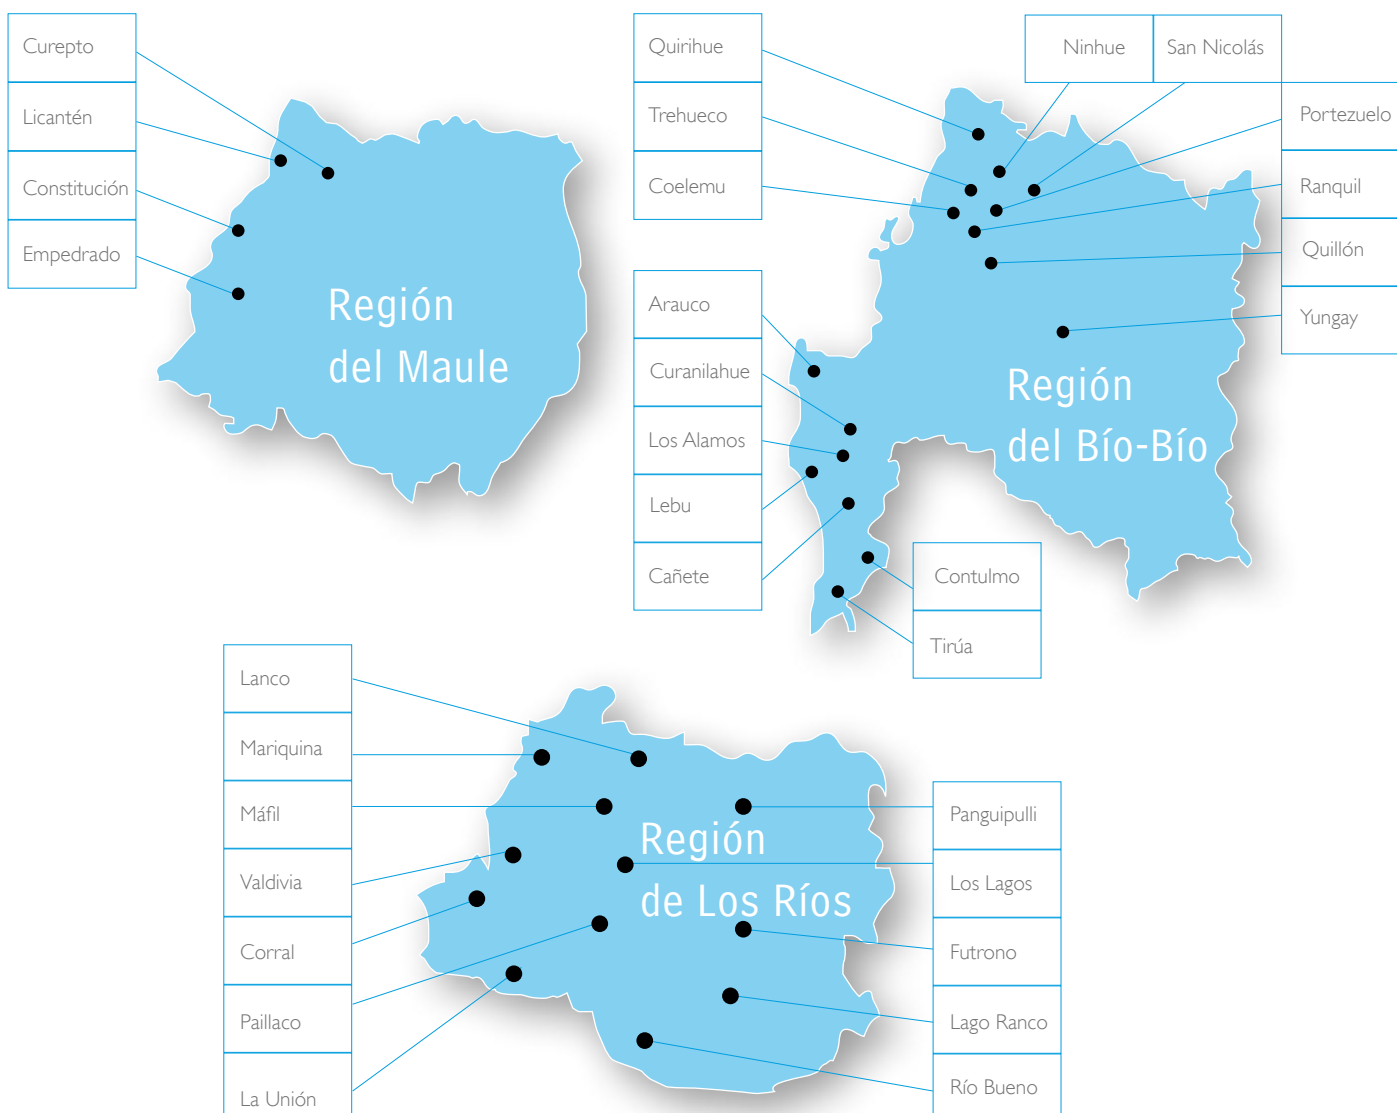 Curepto
Licantén
Constitución
Empedrado
Región
del Maule
Quirihue
Trehueco
Coelemu
Ninhue
San Nicolás
Portezuelo
Ranquil
Quillón
Yungay
Arauco
Curanilahue
Los Alamos
Lebu
Cañete
Región
del Bío-Bío
Contulmo
Tirúa
Lanco
Mariquina
Máfil
Valdivia
Corral
Paillaco
La Unión
Región
de Los Ríos
Panguipulli
Los Lagos
Futrono
Lago Ranco
Río Bueno